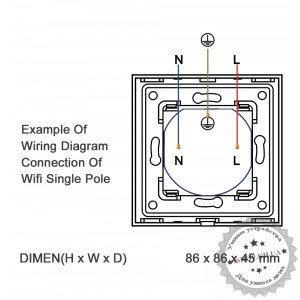 N
L
Example Of
Wiring Diagram
Connection Of
Wifi Single Pole
N
L
DIMEN(H x W x D)
86 x 86 x 45 mm